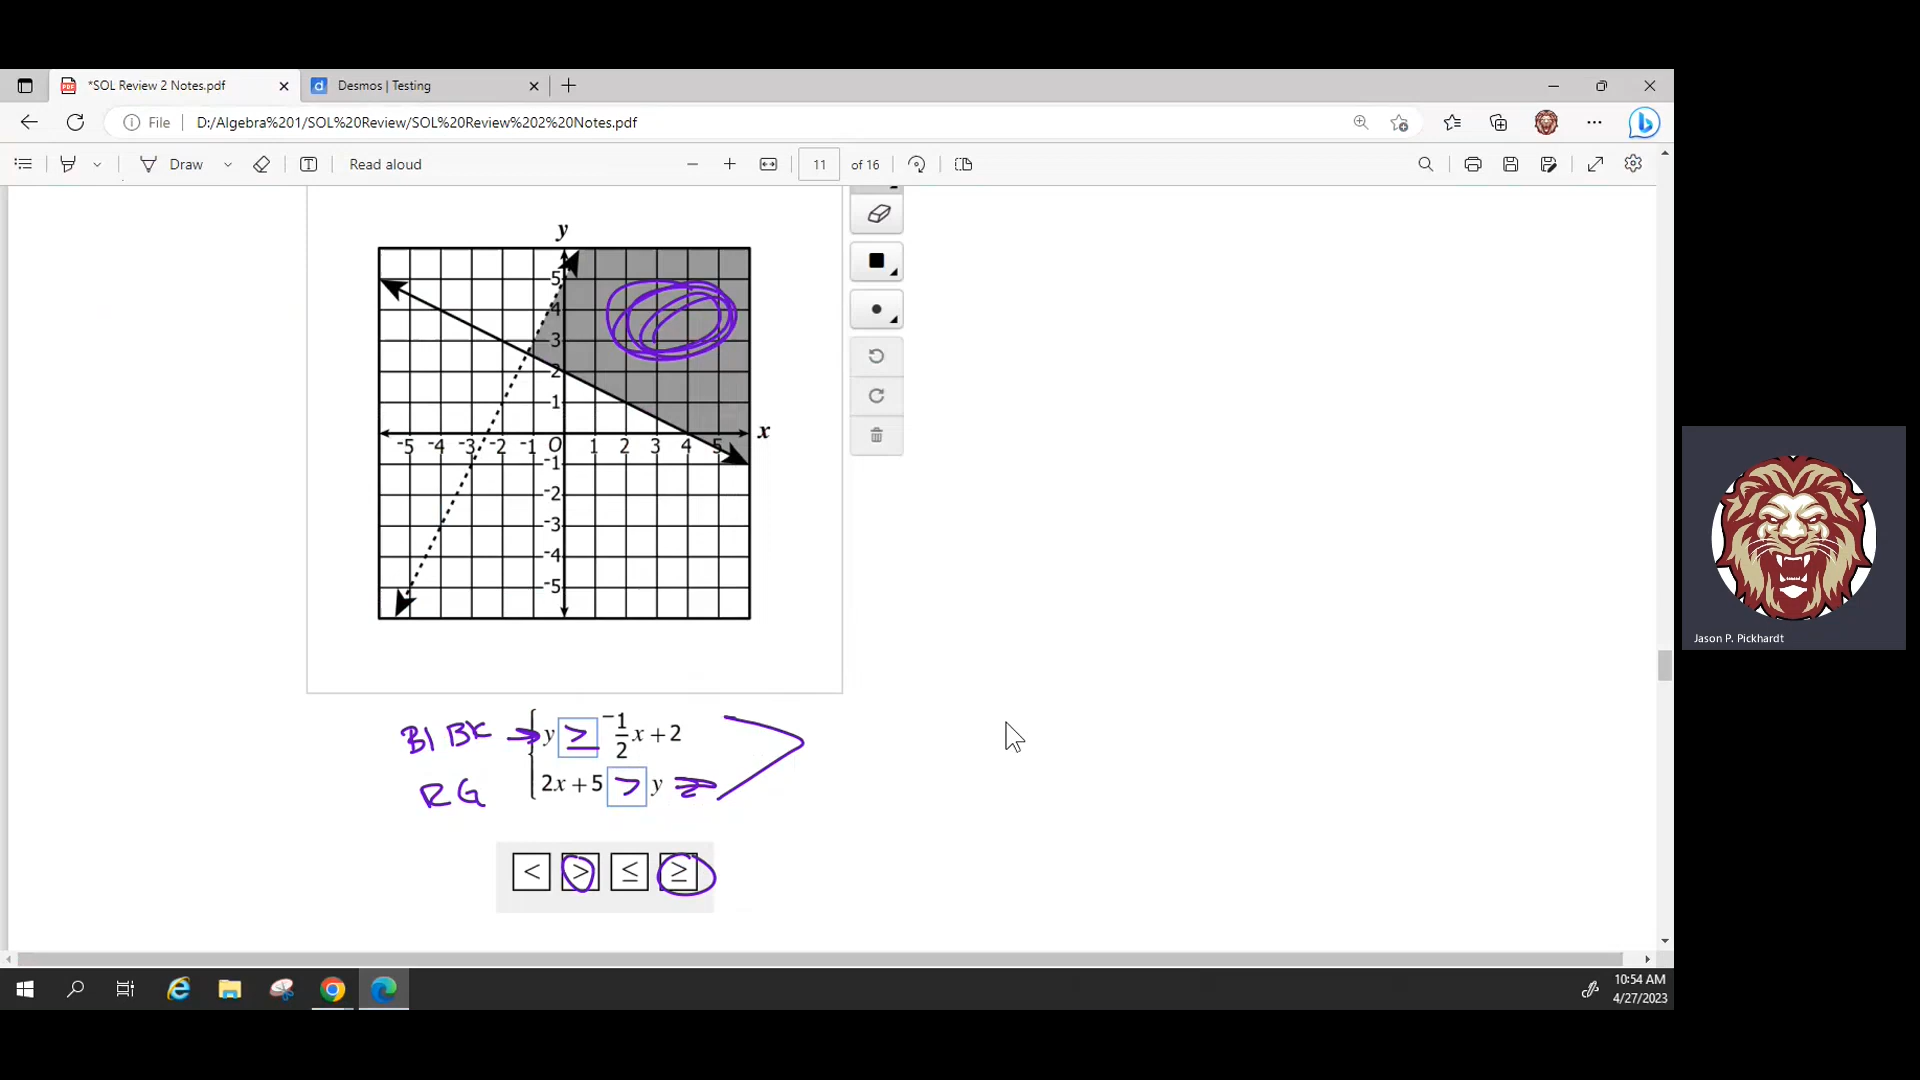 *SOL Review 2 Notes.pdf
Desmos | Testing
File
D:/Algebra%201/SOL%20Review/SOL%20Review%202%20Notes.pdf
Draw
Read aloud
11 of 16
y
5
4
3
2
1
x
-5 -4 -3 -2 -1 O 1 2 3 4 5
-1
-2
-3
-4
-5
BI BK → y ≥ -1/2 x + 2
RG 2x + 5 > y
< > ≤ ≥
Jason P. Pickhardt
10:54 AM
4/27/2023